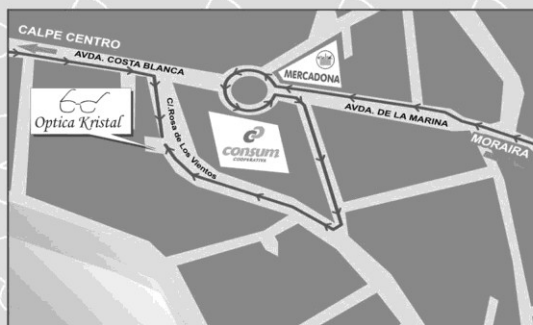 CALPE CENTRO
AVDA. COSTA BLANCA
MERCADONA
AVDA. DE LA MARINA
MORAIRA
Optica Kristal
C/.Rosa de Los Vientos
consum
COOPERATIVA